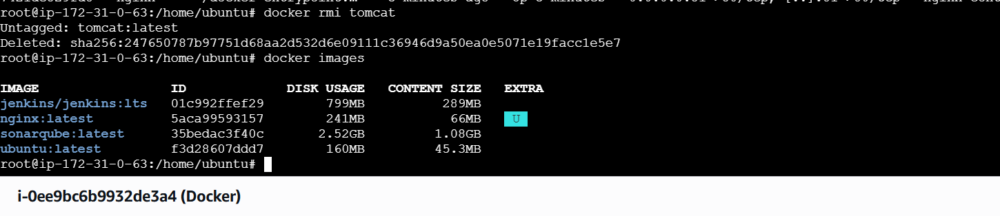 root@ip-172-31-0-63:/home/ubuntu# docker rmi tomcat
Untagged: tomcat:latest
Deleted: sha256:247650787b97751d68aa2d532d6e09111c36946d9a50ea0e5071e19facc1e5e7
root@ip-172-31-0-63:/home/ubuntu# docker images
IMAGE ID DISK USAGE CONTENT SIZE EXTRA
jenkins/jenkins:lts 01c992ffef29 799MB 289MB
nginx:latest 5aca99593157 241MB 66MB U
sonarqube:latest 35bedac3f40c 2.52GB 1.08GB
ubuntu:latest f3d28607ddd7 160MB 45.3MB
root@ip-172-31-0-63:/home/ubuntu#
i-0ee9bc6b9932de3a4 (Docker)